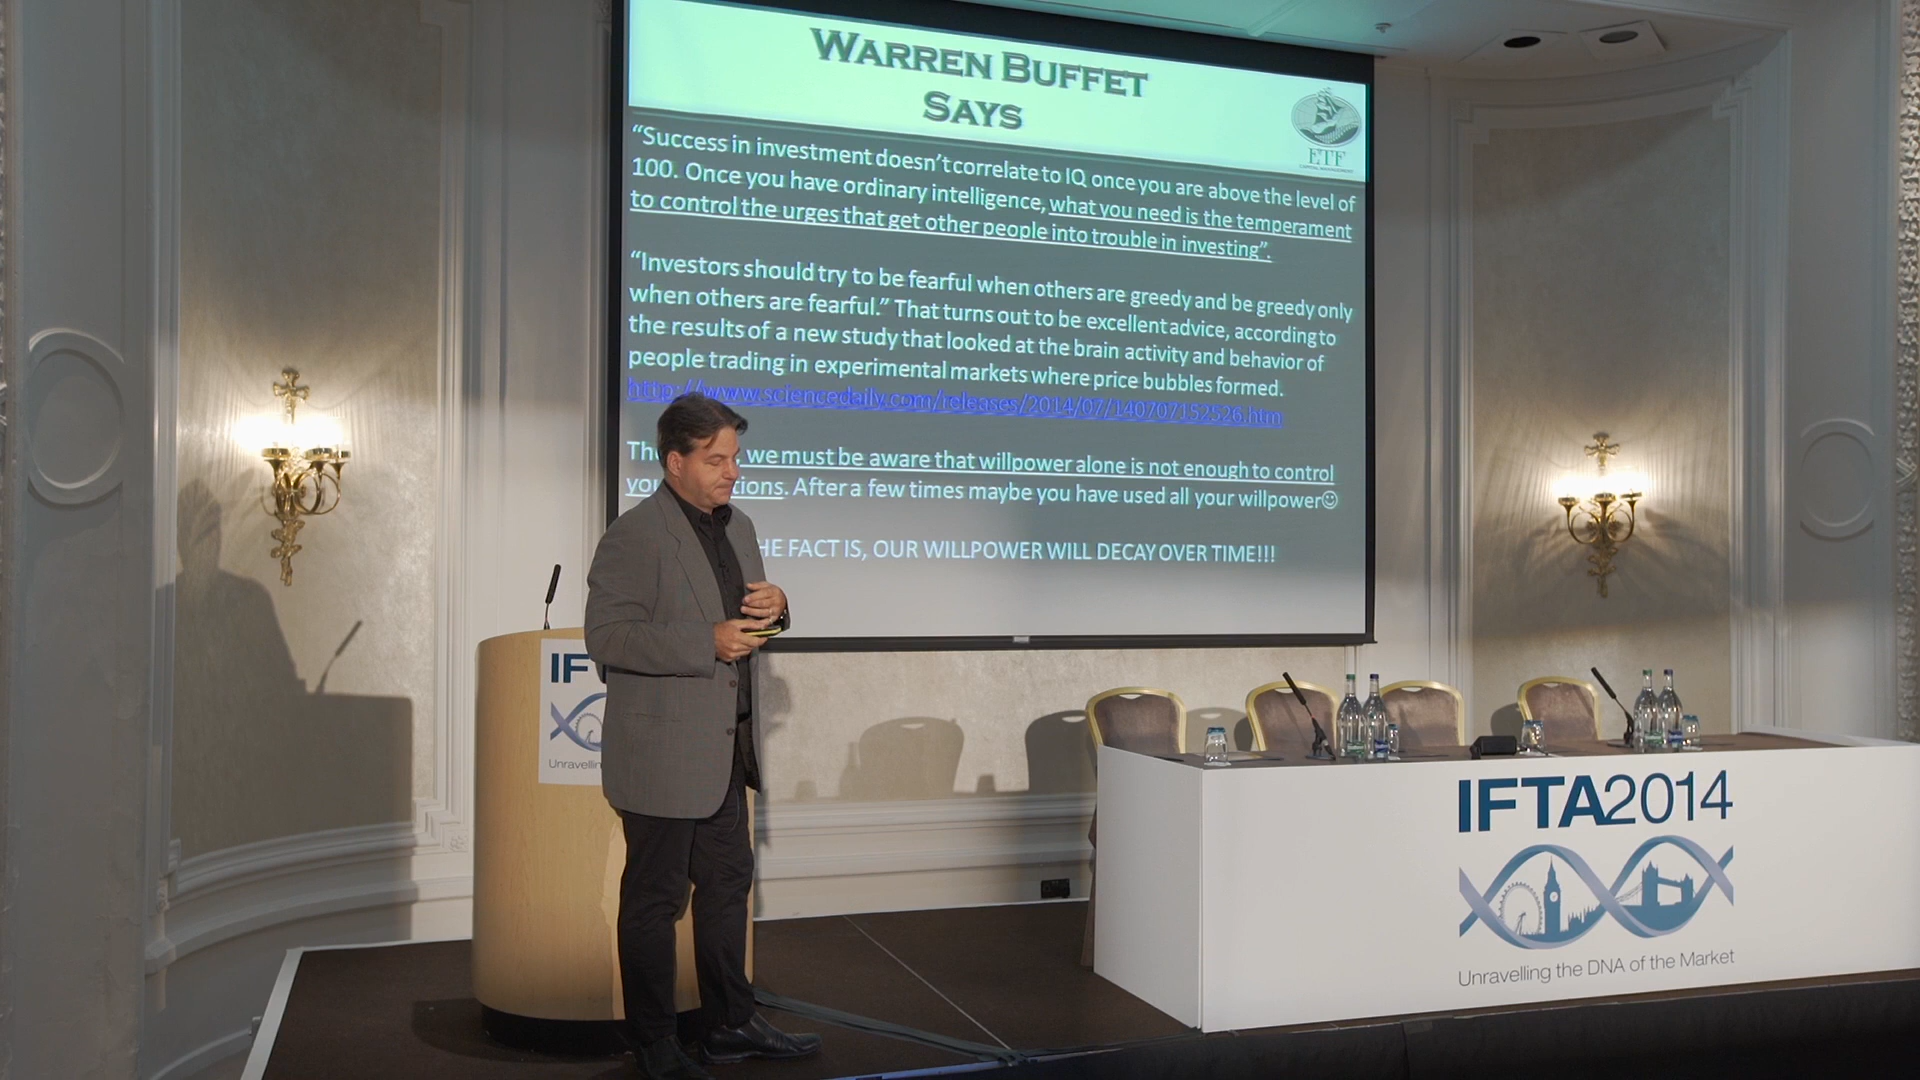 WARREN BUFFET
SAYS
ETF
CAPITAL MANAGEMENT
“Success in investment doesn’t correlate to IQ once you are above the level of
100. Once you have ordinary intelligence, what you need is the temperament
to control the urges that get other people into trouble in investing”.
“Investors should try to be fearful when others are greedy and be greedy only
when others are fearful.” That turns out to be excellent advice, according to
the results of a new study that looked at the brain activity and behavior of
people trading in experimental markets where price bubbles formed.
http://www.sciencedaily.com/releases/2014/07/140707152526.htm
we must be aware that willpower alone is not enough to control
. After a few times maybe you have used all your willpower☺
FACT IS, OUR WILLPOWER WILL DECAY OVER TIME!!!
IF
Unravellin
IFTA2014
Unravelling the DNA of the Market